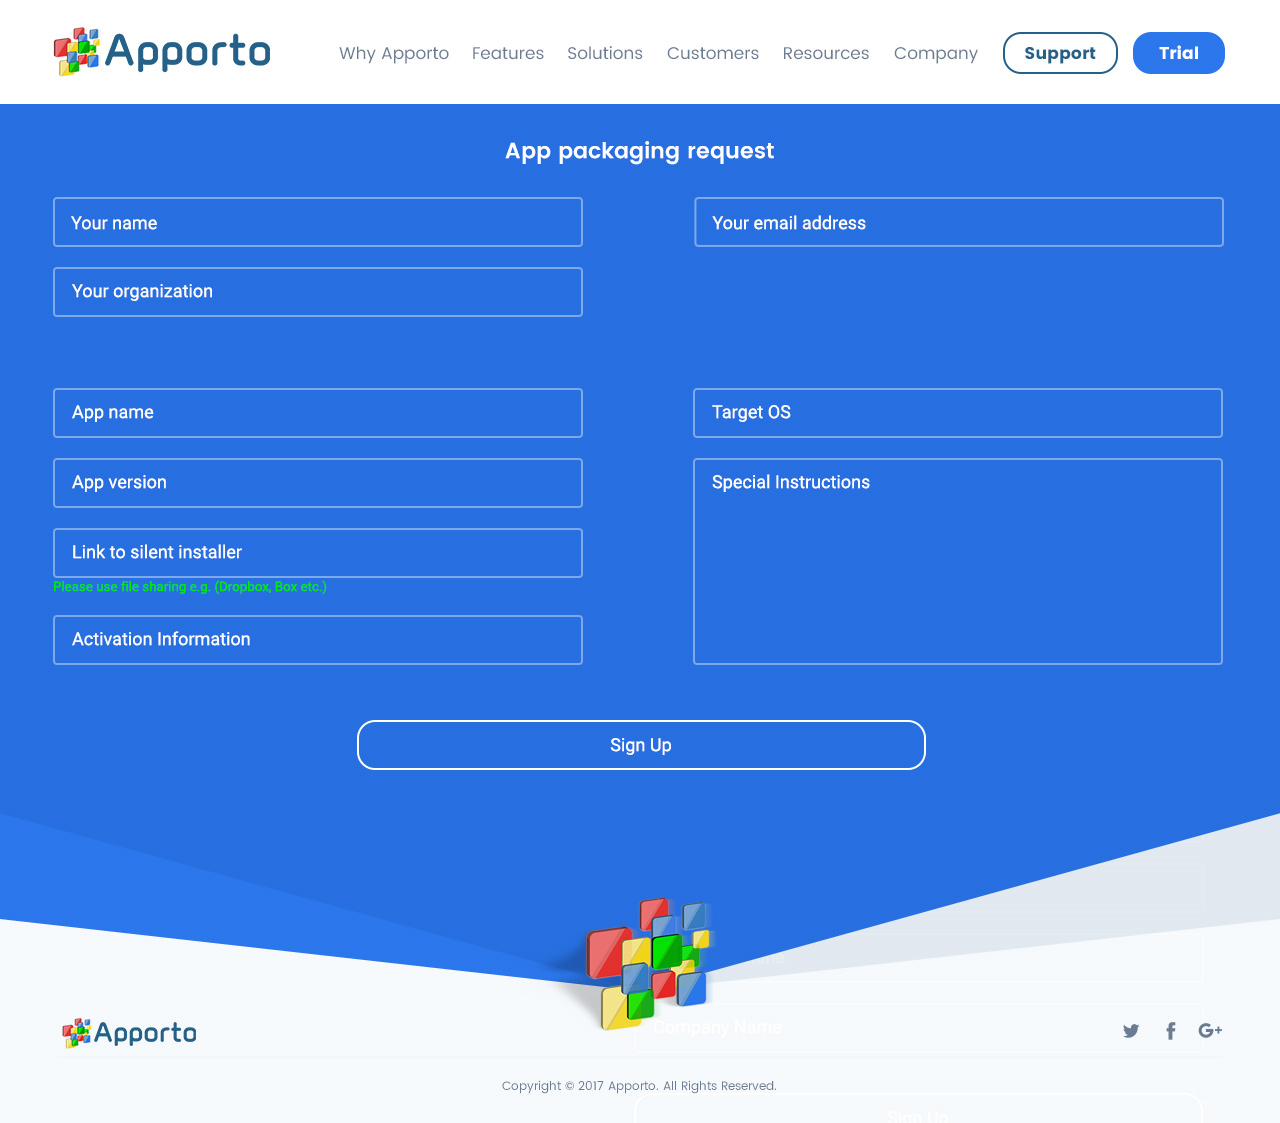 Apporto
Why Apporto Features Solutions Customers Resources Company Support Trial
App packaging request
Your name
Your email address
Your organization
App name
Target OS
App version
Special Instructions
Link to silent installer
Please use file sharing e.g. (Dropbox, Box etc.)
Activation Information
Sign Up
Company Name
Apporto
G+
Copyright © 2017 Apporto. All Rights Reserved.
Sign Up